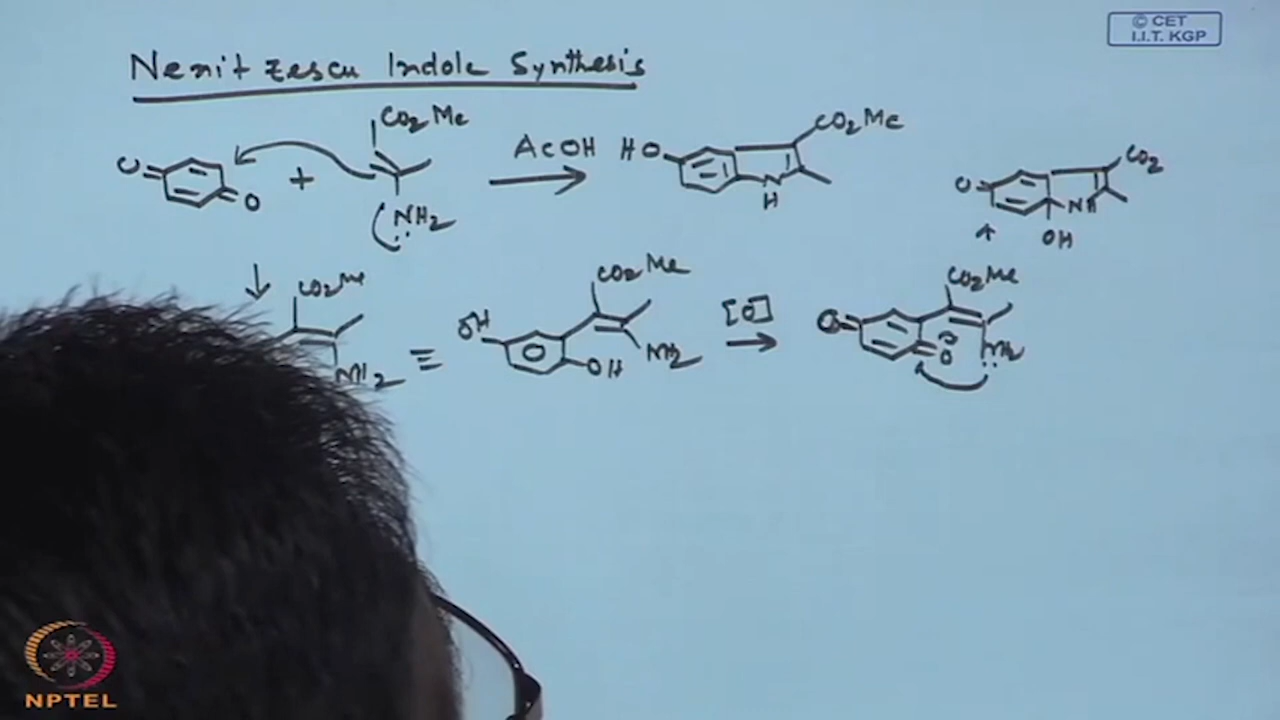 © CET
I.I.T. KGP
Nenitzescu Indole Synthesis
O
O
+
CO2Me
NH2
AcOH
HO
CO2Me
N
H
O
CO2
NH
OH
CO2Me
NH2
≡
OH
CO2Me
NH2
OH
[O]
O
CO2Me
O
NH2
NPTEL